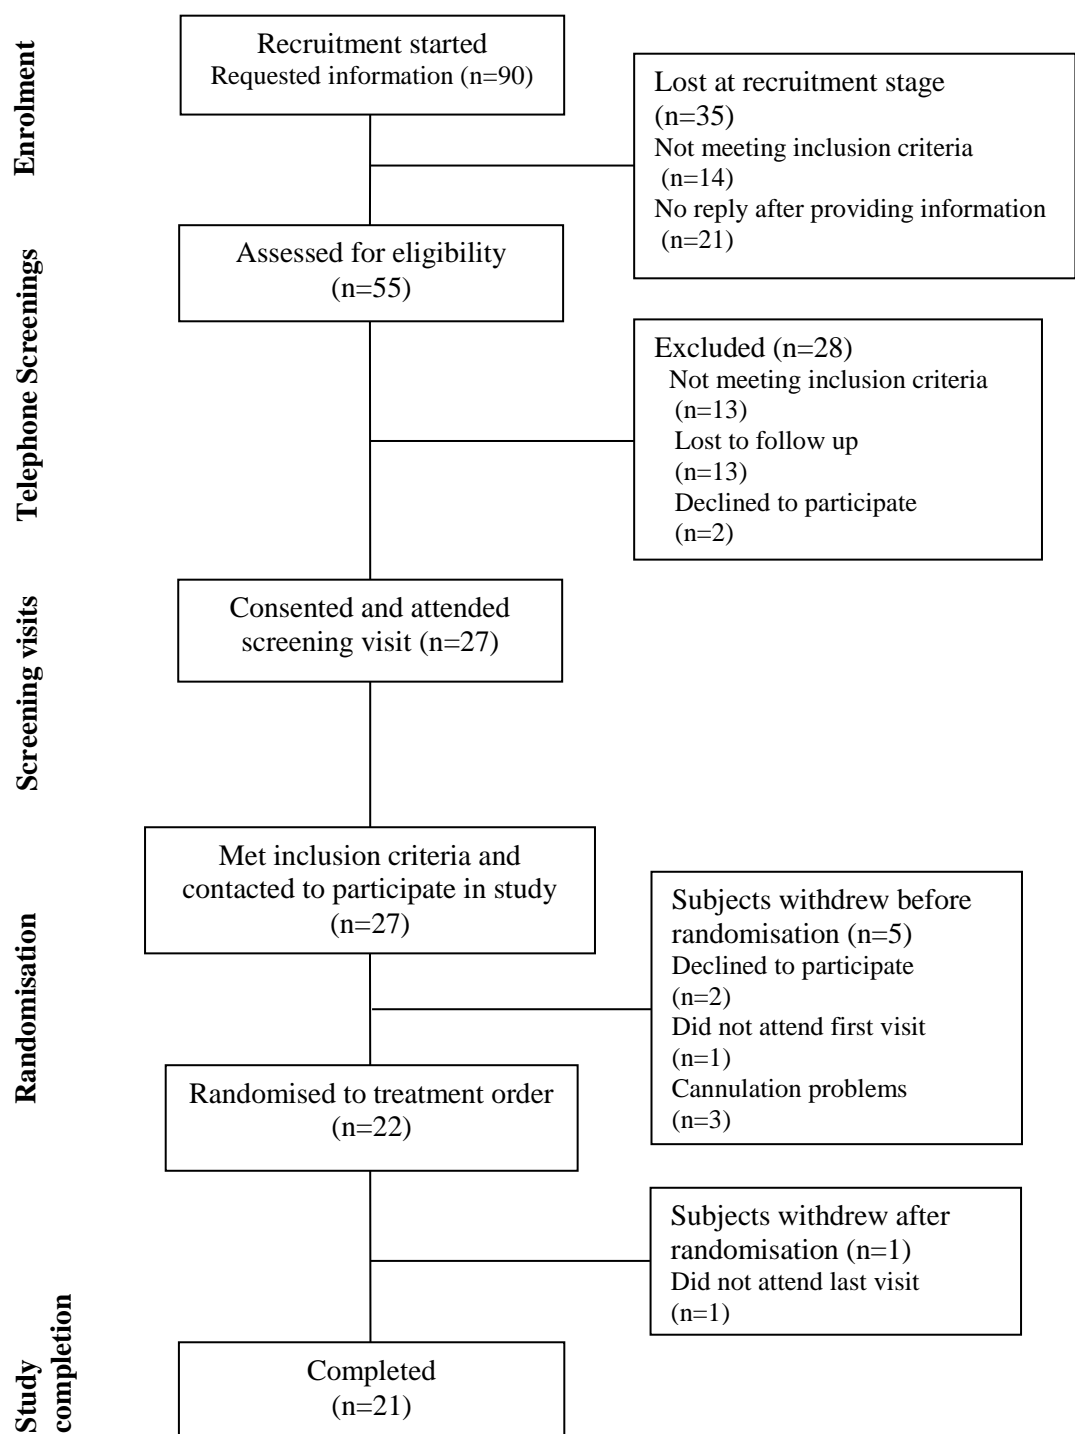 Enrolment
Recruitment started
Requested information (n=90)
Lost at recruitment stage
(n=35)
Not meeting inclusion criteria
(n=14)
No reply after providing information
(n=21)
Telephone Screenings
Assessed for eligibility
(n=55)
Excluded (n=28)
Not meeting inclusion criteria
(n=13)
Lost to follow up
(n=13)
Declined to participate
(n=2)
Screening visits
Consented and attended
screening visit (n=27)
Randomisation
Met inclusion criteria and
contacted to participate in study
(n=27)
Subjects withdrew before
randomisation (n=5)
Declined to participate
(n=2)
Did not attend first visit
(n=1)
Cannulation problems
(n=3)
Randomised to treatment order
(n=22)
Subjects withdrew after
randomisation (n=1)
Did not attend last visit
(n=1)
Study
completion
Completed
(n=21)